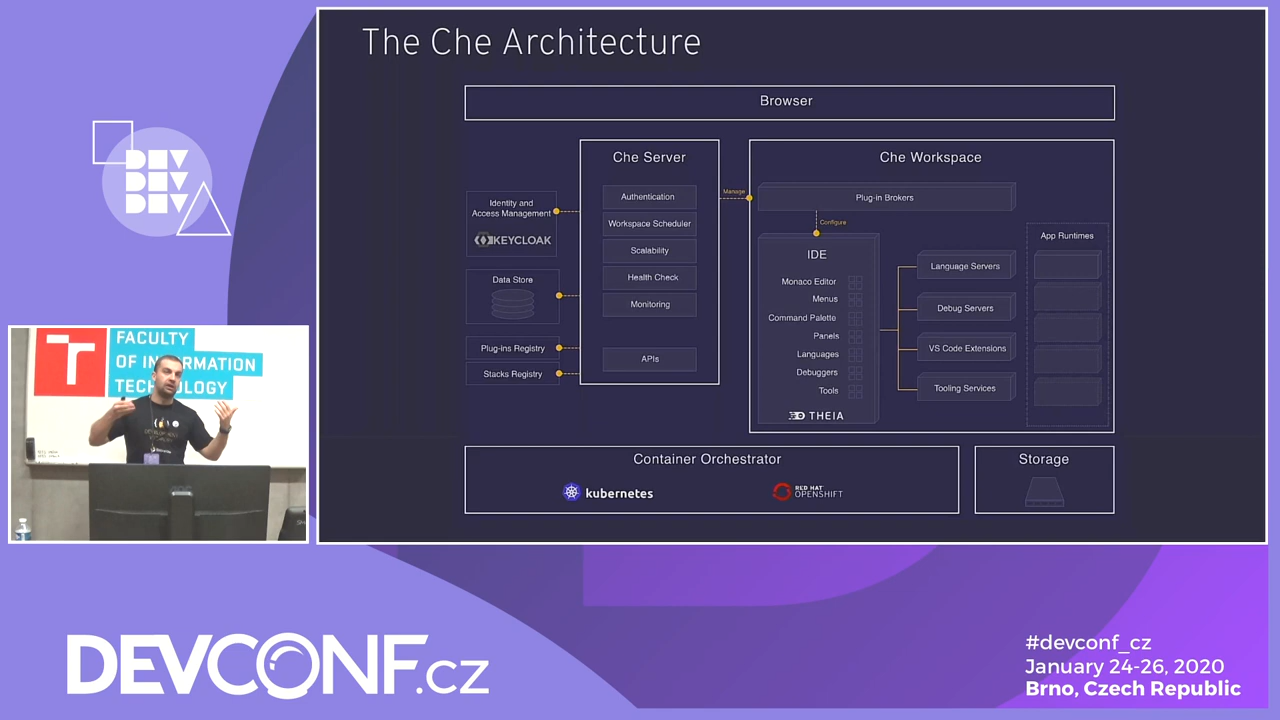 The Che Architecture
Browser
Che Server
Authentication
Workspace Scheduler
Scalability
Health Check
Monitoring
APIs
Identity and
Access Management
KEYCLOAK
Data Store
Plug-ins Registry
Stacks Registry
Manage
Che Workspace
Plug-in Brokers
Configure
IDE
Monaco Editor
Menus
Command Palette
Panels
Languages
Debuggers
Tools
THEIA
Language Servers
Debug Servers
VS Code Extensions
Tooling Services
App Runtimes
Container Orchestrator
kubernetes
RED HAT
OPENSHIFT
Storage
DEV
DEV
DEV
T
FACULTY
OF INFORMATION
TECHNOLOGY
DEVCONF.cz
#devconf_cz
January 24-26, 2020
Brno, Czech Republic